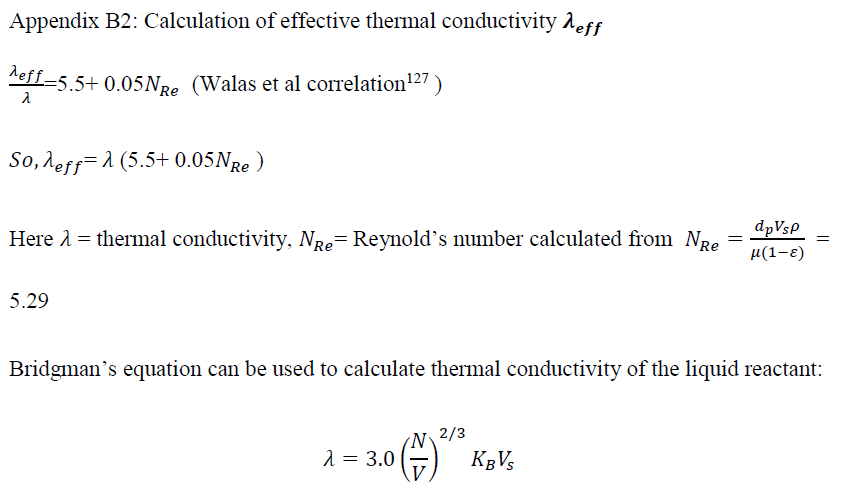 Appendix B2: Calculation of effective thermal conductivity λ_eff
λ_eff/λ=5.5+ 0.05N_Re (Walas et al correlation^127 )
So, λ_eff= λ (5.5+ 0.05N_Re )
Here λ = thermal conductivity, N_Re= Reynold’s number calculated from N_Re = d_pV_sρ/μ(1−ε) =
5.29
Bridgman’s equation can be used to calculate thermal conductivity of the liquid reactant:
λ = 3.0 (N/V)^2/3 K_BV_s